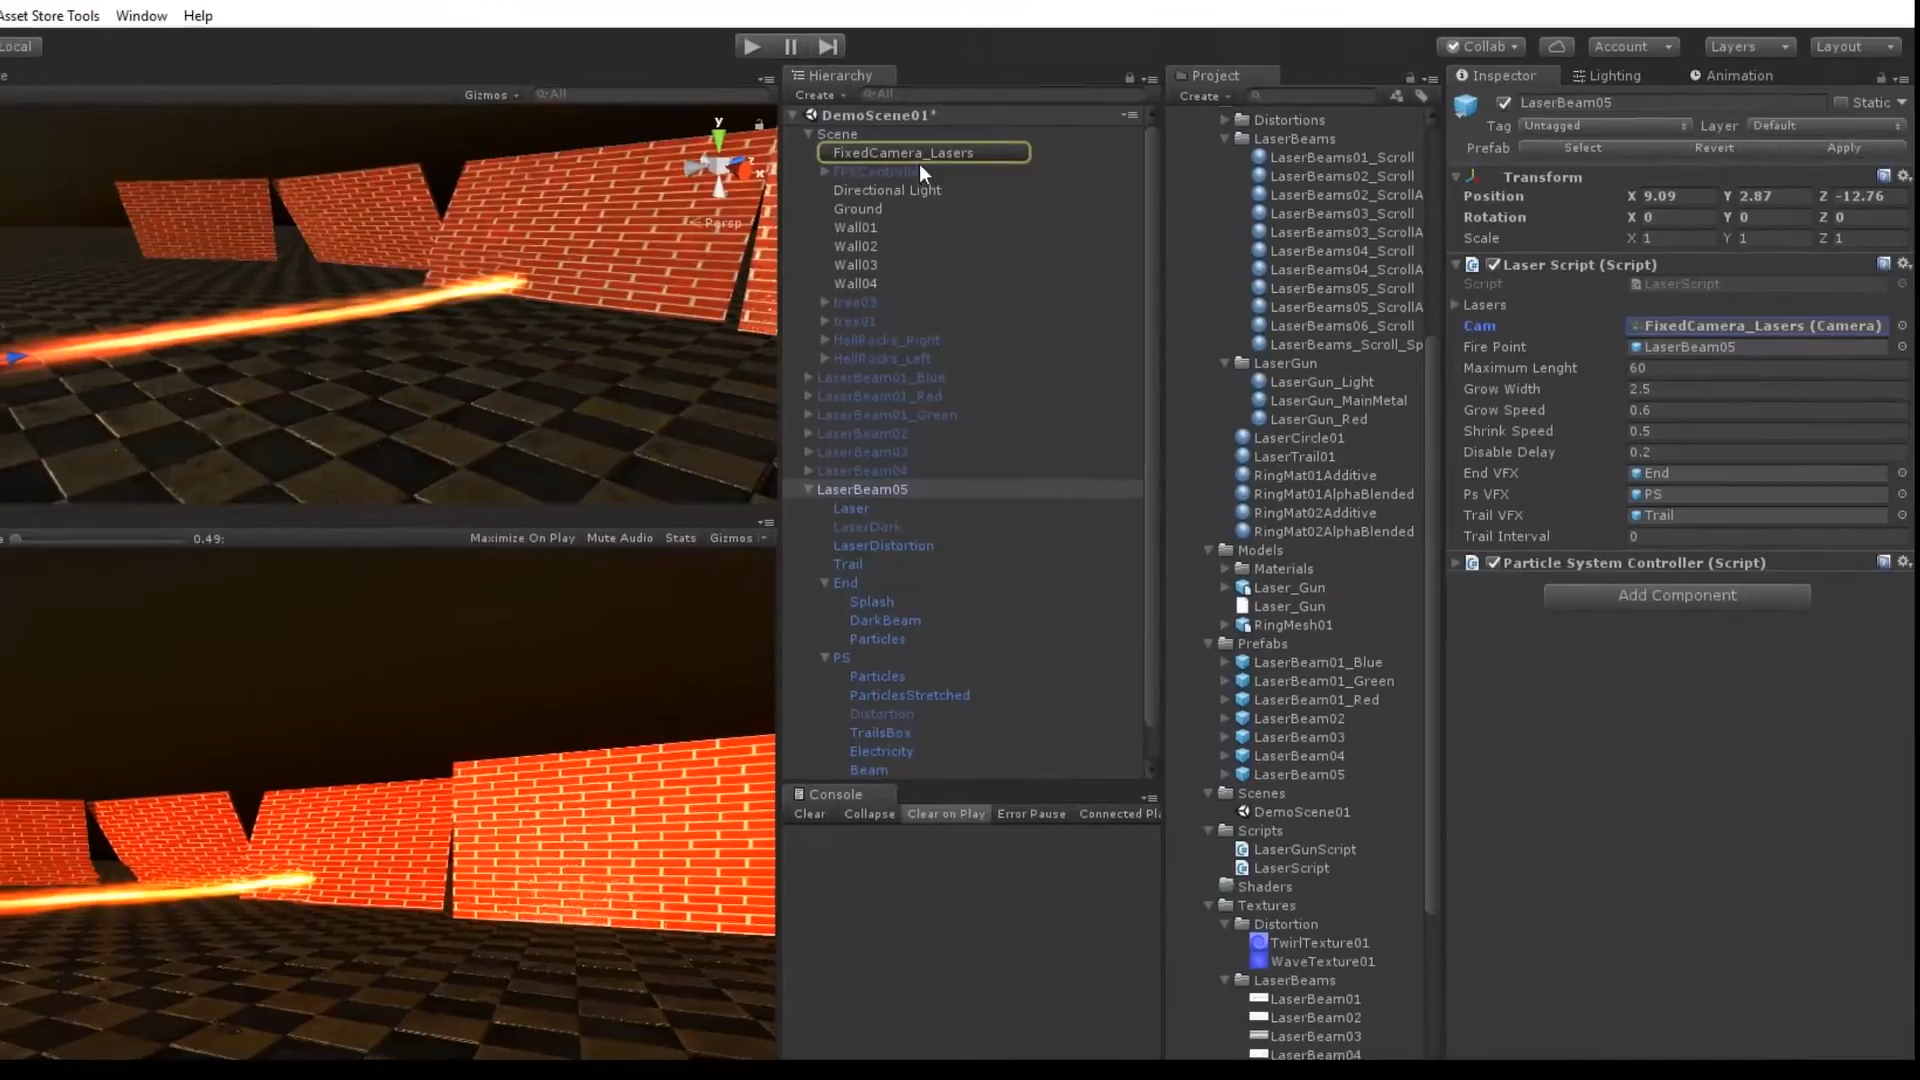 Asset Store Tools Window Help
Local
Collab Account Layers Layout
Gizmos All
y
z
x
Persp
0.49:
Maximize On Play Mute Audio Stats Gizmos
Hierarchy
Create All
DemoScene01*
Scene
FixedCamera_Lasers
Directional Light
Ground
Wall01
Wall02
Wall03
Wall04
tree03
tree01
HellRocks_Right
HellRocks_Left
LaserBeam01_Blue
LaserBeam01_Red
LaserBeam01_Green
LaserBeam02
LaserBeam03
LaserBeam04
LaserBeam05
Laser
LaserDark
LaserDistortion
Trail
End
Splash
DarkBeam
Particles
PS
Particles
ParticlesStretched
Distortion
TrailsBox
Electricity
Beam
Console
Clear Collapse Clear on Play Error Pause Connected Pl
Project
Create
Distortions
LaserBeams
LaserBeams01_Scroll
LaserBeams02_Scroll
LaserBeams02_ScrollA
LaserBeams03_Scroll
LaserBeams03_ScrollA
LaserBeams04_Scroll
LaserBeams04_ScrollA
LaserBeams05_Scroll
LaserBeams05_ScrollA
LaserBeams06_Scroll
LaserBeams_Scroll_Sp
LaserGun
LaserGun_Light
LaserGun_MainMetal
LaserGun_Red
LaserCircle01
LaserTrail01
RingMat01Additive
RingMat01AlphaBlended
RingMat02Additive
RingMat02AlphaBlended
Models
Materials
Laser_Gun
Laser_Gun
RingMesh01
Prefabs
LaserBeam01_Blue
LaserBeam01_Green
LaserBeam01_Red
LaserBeam02
LaserBeam03
LaserBeam04
LaserBeam05
Scenes
DemoScene01
Scripts
LaserGunScript
LaserScript
Shaders
Textures
Distortion
TwirlTexture01
WaveTexture01
LaserBeams
LaserBeam01
LaserBeam02
LaserBeam03
LaserBeam04
Inspector Lighting Animation
LaserBeam05 Static
Tag Untagged Layer Default
Prefab Select Revert Apply
Transform
Position X 9.09 Y 2.87 Z -12.76
Rotation X 0 Y 0 Z 0
Scale X 1 Y 1 Z 1
Laser Script (Script)
Script LaserScript
Lasers
Cam FixedCamera_Lasers (Camera)
Fire Point LaserBeam05
Maximum Lenght 60
Grow Width 2.5
Grow Speed 0.6
Shrink Speed 0.5
Disable Delay 0.2
End VFX End
Ps VFX PS
Trail VFX Trail
Trail Interval 0
Particle System Controller (Script)
Add Component